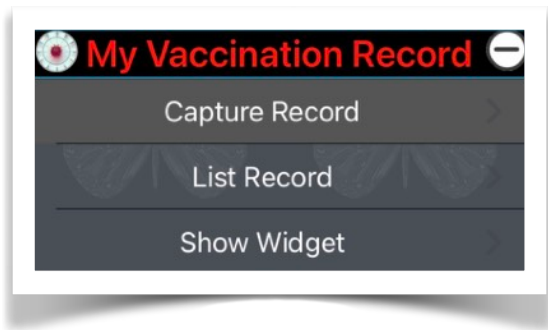 My Vaccination Record
Capture Record
List Record
Show Widget